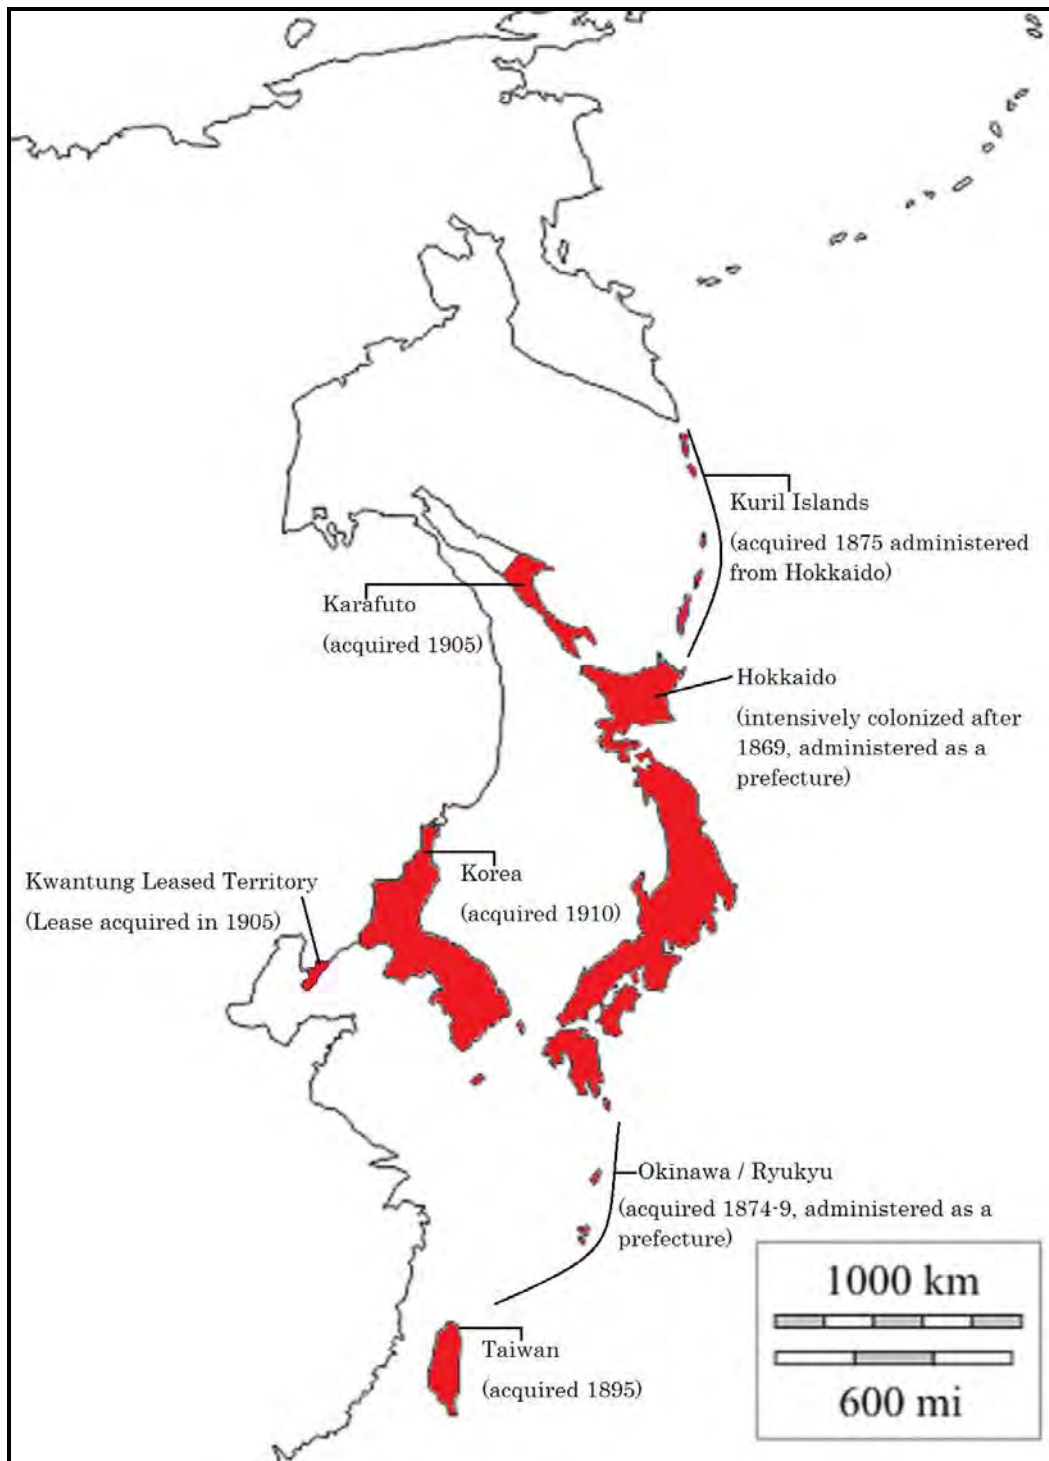 Kuril Islands
(acquired 1875 administered
from Hokkaido)
Karafuto
(acquired 1905)
Hokkaido
(intensively colonized after
1869, administered as a
prefecture)
Korea
(acquired 1910)
Kwantung Leased Territory
(Lease acquired in 1905)
Okinawa / Ryukyu
(acquired 1874-9, administered as a
prefecture)
Taiwan
(acquired 1895)
1000 km
600 mi